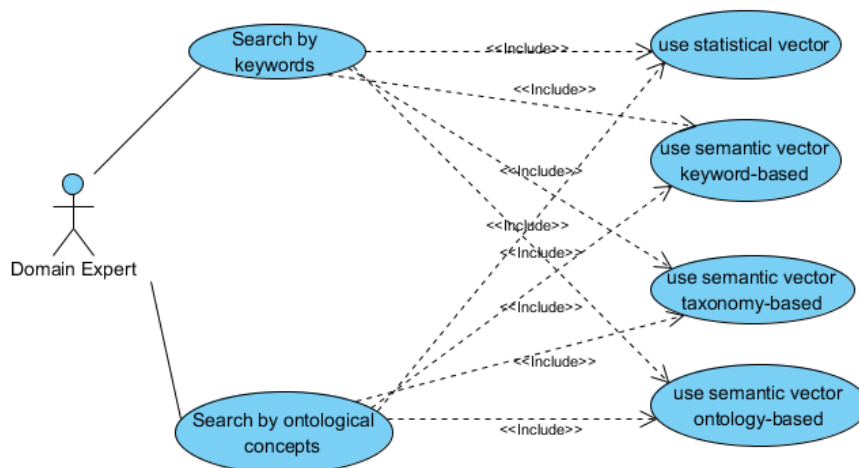 Search by
keywords
<<Include>>
use statistical vector
<<Include>>
use semantic vector
keyword-based
<<Include>>
Domain Expert
<<Include>>
<<Include>>
use semantic vector
taxonomy-based
<<Include>>
<<Include>>
Search by ontological
concepts
<<Include>>
use semantic vector
ontology-based